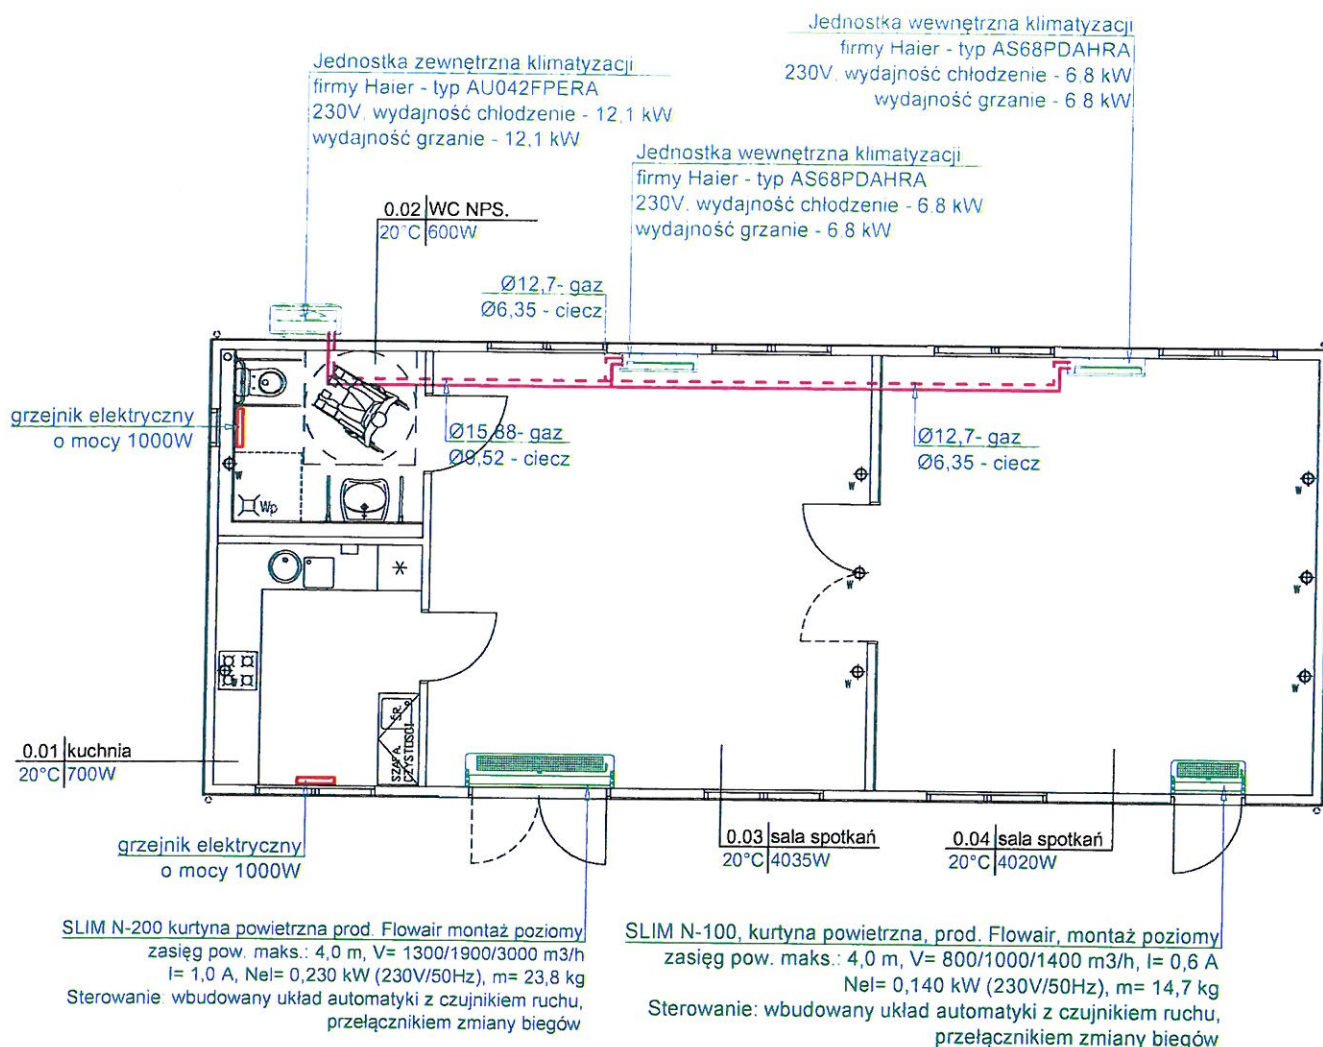 Jednostka wewnętrzna klimatyzacji
firmy Haier - typ AS68PDAHRA
230V, wydajność chłodzenie - 6.8 kW
wydajność grzanie - 6.8 kW
Jednostka zewnętrzna klimatyzacji
firmy Haier - typ AU042FPERA
230V, wydajność chłodzenie - 12,1 kW
wydajność grzanie - 12,1 kW
Jednostka wewnętrzna klimatyzacji
firmy Haier - typ AS68PDAHRA
230V, wydajność chłodzenie - 6.8 kW
wydajność grzanie - 6.8 kW
0.02 WC NPS.
20°C 600W
Ø12,7- gaz
Ø6,35 - ciecz
grzejnik elektryczny
o mocy 1000W
Ø15,88- gaz
Ø9,52 - ciecz
Ø12,7- gaz
Ø6,35 - ciecz
W
W
W
Wp
W
W
W
W
W
SZAFA
CZYSTOŚCI
ŚR.
0.01 kuchnia
20°C 700W
grzejnik elektryczny
o mocy 1000W
0.03 sala spotkań
20°C 4035W
0.04 sala spotkań
20°C 4020W
SLIM N-200 kurtyna powietrzna prod. Flowair montaż poziomy
zasięg pow. maks.: 4,0 m, V= 1300/1900/3000 m3/h
I= 1,0 A, Nel= 0,230 kW (230V/50Hz), m= 23,8 kg
Sterowanie: wbudowany układ automatyki z czujnikiem ruchu,
przełącznikiem zmiany biegów
SLIM N-100, kurtyna powietrzna, prod. Flowair, montaż poziomy
zasięg pow. maks.: 4,0 m, V= 800/1000/1400 m3/h, I= 0,6 A
Nel= 0,140 kW (230V/50Hz), m= 14,7 kg
Sterowanie: wbudowany układ automatyki z czujnikiem ruchu,
przełącznikiem zmiany biegów